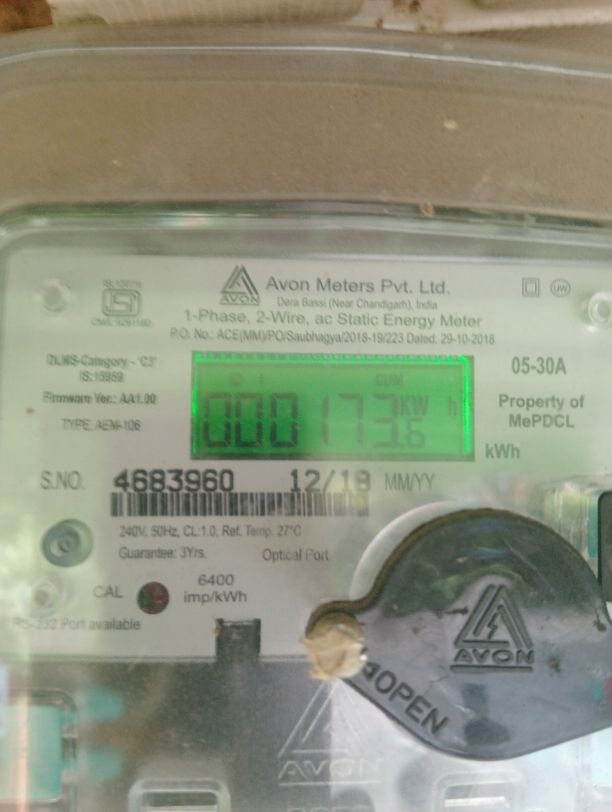 IS:13779
AVON
Avon Meters Pvt. Ltd.
Dera Bassi (Near Chandigarh), India
1-Phase, 2-Wire, ac Static Energy Meter
P.O. No.: ACE(MM)/PO/Saubhagya/2018-19/223 Dated: 29-10-2018
DLMS-Category - 'C3'
IS:15959
Firmware Ver.: AA1.00
TYPE: AEM-106
CUM
000173.6 KW h
05-30A
Property of
MePDCL
kWh
S.NO. 4683960 12/18 MM/YY
240V, 50Hz, CL:1.0, Ref. Temp. 27°C
Guarantee: 3Yrs. Optical Port
CAL
6400
imp/kWh
RS-232 Port available
AVON
OPEN
AVON